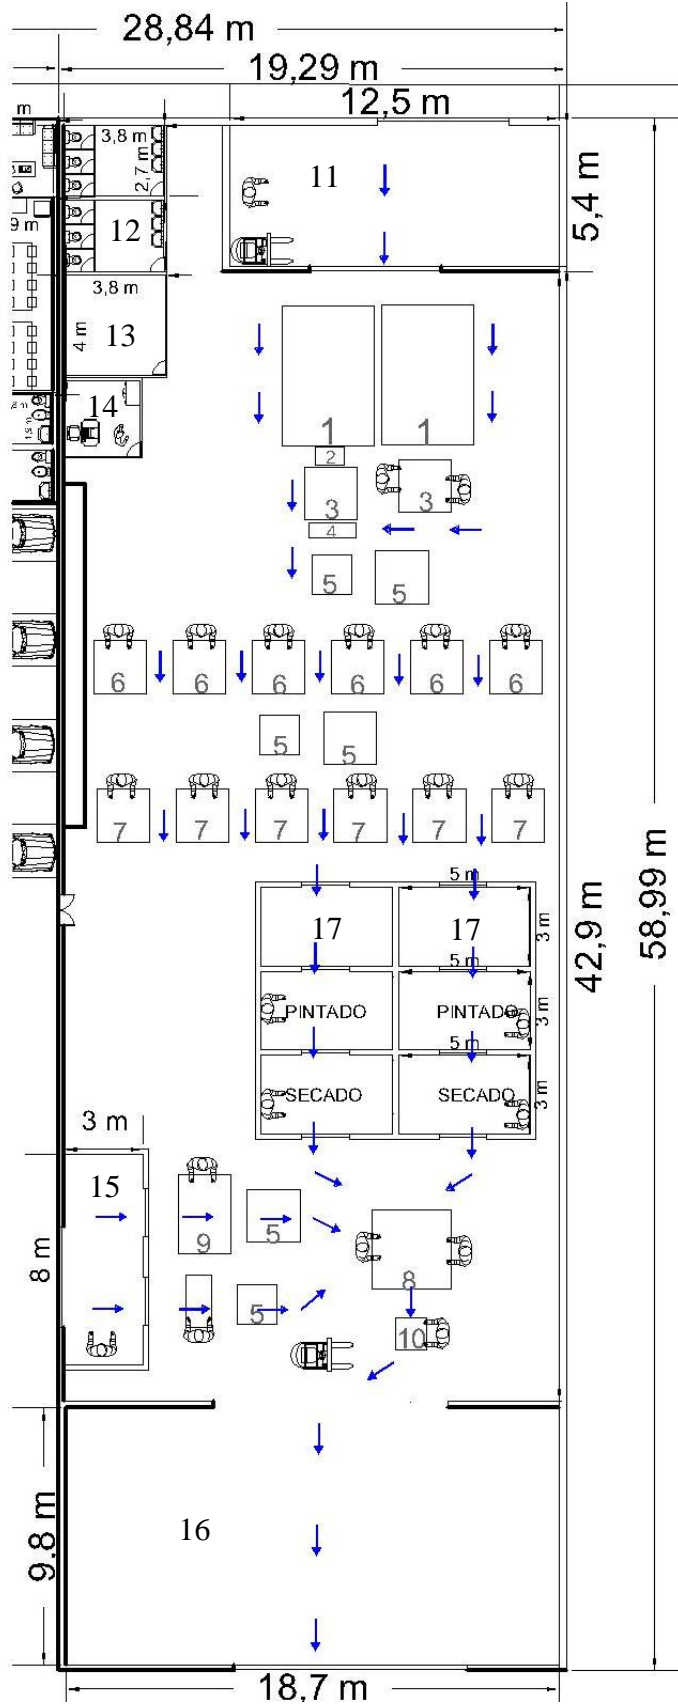 28,84 m
19,29 m
12,5 m
m
3,8 m
2,7 m
11
5,4 m
12
9 m
3,8 m
4 m
13
14
1
1
2
3
3
4
5
5
6
6
6
6
6
6
5
5
7
7
7
7
7
7
5 m
17
17
3 m
42,9 m
58,99 m
5 m
PINTADO
PINTADO
3 m
5 m
SECADO
SECADO
3 m
3 m
15
8 m
9
5
8
5
10
16
9,8 m
18,7 m